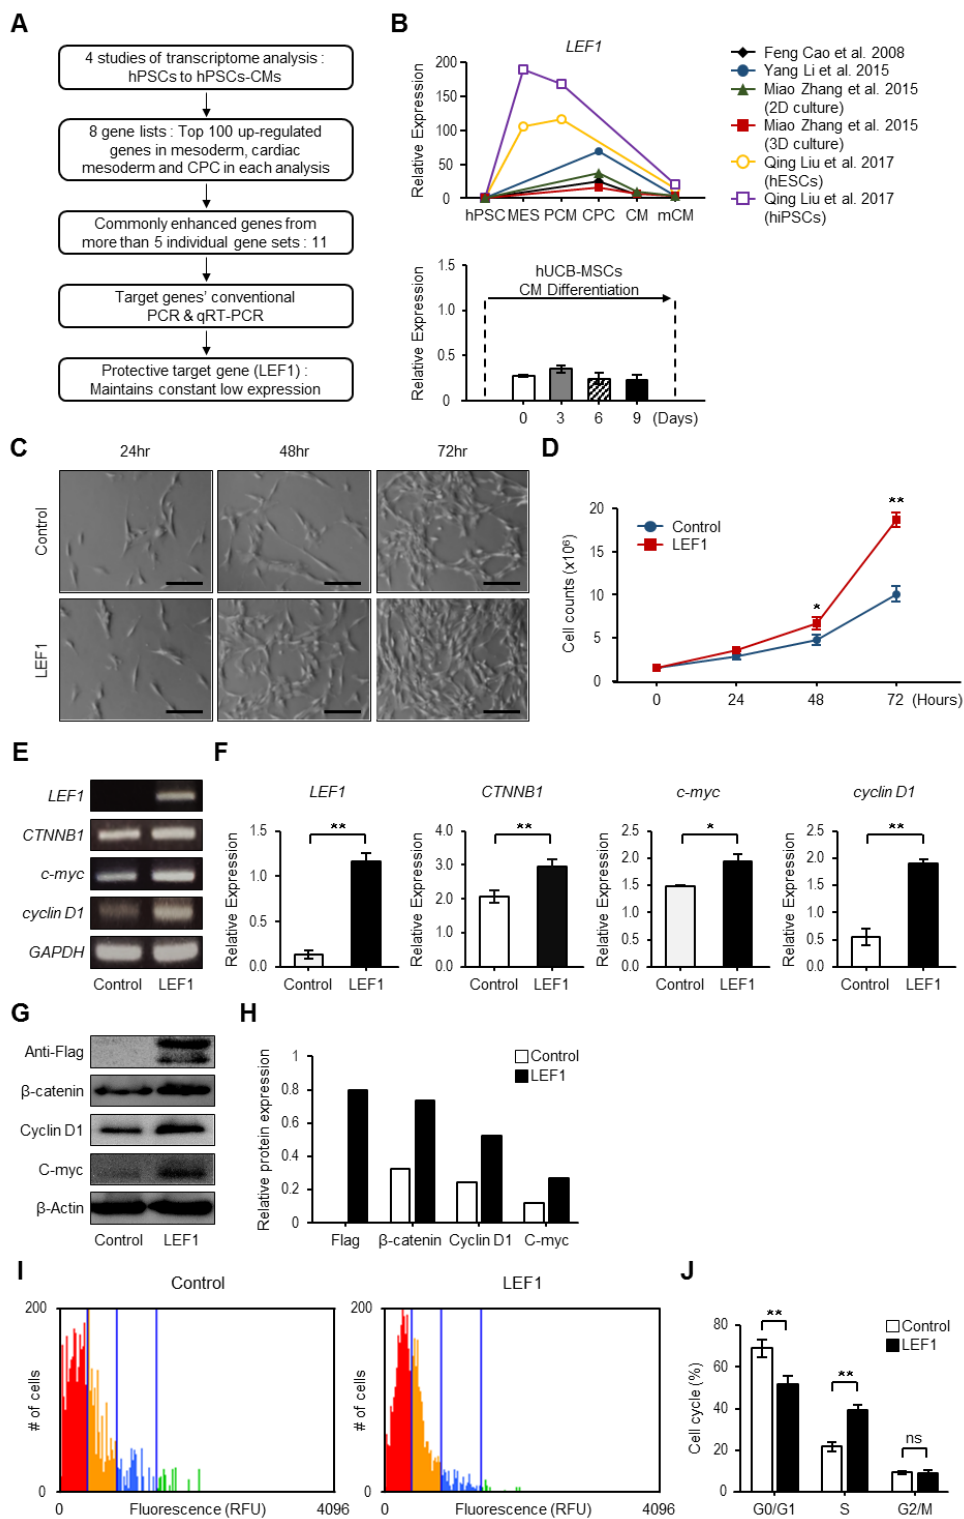 A
4 studies of transcriptome analysis :
hPSCs to hPSCs-CMs
8 gene lists : Top 100 up-regulated
genes in mesoderm, cardiac
mesoderm and CPC in each analysis
Commonly enhanced genes from
more than 5 individual gene sets : 11
Target genes' conventional
PCR & qRT-PCR
Protective target gene (LEF1) :
Maintains constant low expression
B
LEF1
Relative Expression
200
150
100
50
0
hPSC MES PCM CPC CM mCM
Feng Cao et al. 2008
Yang Li et al. 2015
Miao Zhang et al. 2015
(2D culture)
Miao Zhang et al. 2015
(3D culture)
Qing Liu et al. 2017
(hESCs)
Qing Liu et al. 2017
(hiPSCs)
Relative Expression
1.5
1.0
0.5
0
hUCB-MSCs
CM Differentiation
0 3 6 9 (Days)
C
24hr 48hr 72hr
Control
LEF1
D
Cell counts (x10⁶)
20
15
10
5
0
Control
LEF1
*
**
0 24 48 72 (Hours)
E
LEF1
CTNNB1
c-myc
cyclin D1
GAPDH
Control LEF1
F
LEF1
Relative Expression
1.5
1.0
0.5
0.0
**
Control LEF1
CTNNB1
Relative Expression
4.0
3.0
2.0
1.0
0.0
**
Control LEF1
c-myc
Relative Expression
2.5
2.0
1.5
1.0
0.5
0.0
*
Control LEF1
cyclin D1
Relative Expression
2.5
2.0
1.5
1.0
0.5
0.0
**
Control LEF1
G
Anti-Flag
β-catenin
Cyclin D1
C-myc
β-Actin
Control LEF1
H
Relative protein expression
1
0.8
0.6
0.4
0.2
0
Control
LEF1
Flag β-catenin Cyclin D1 C-myc
I
Control
# of cells
200
0
0 Fluorescence (RFU) 4096
LEF1
# of cells
200
0
0 Fluorescence (RFU) 4096
J
Cell cycle (%)
80
60
40
20
0
Control
LEF1
**
**
ns
G0/G1 S G2/M